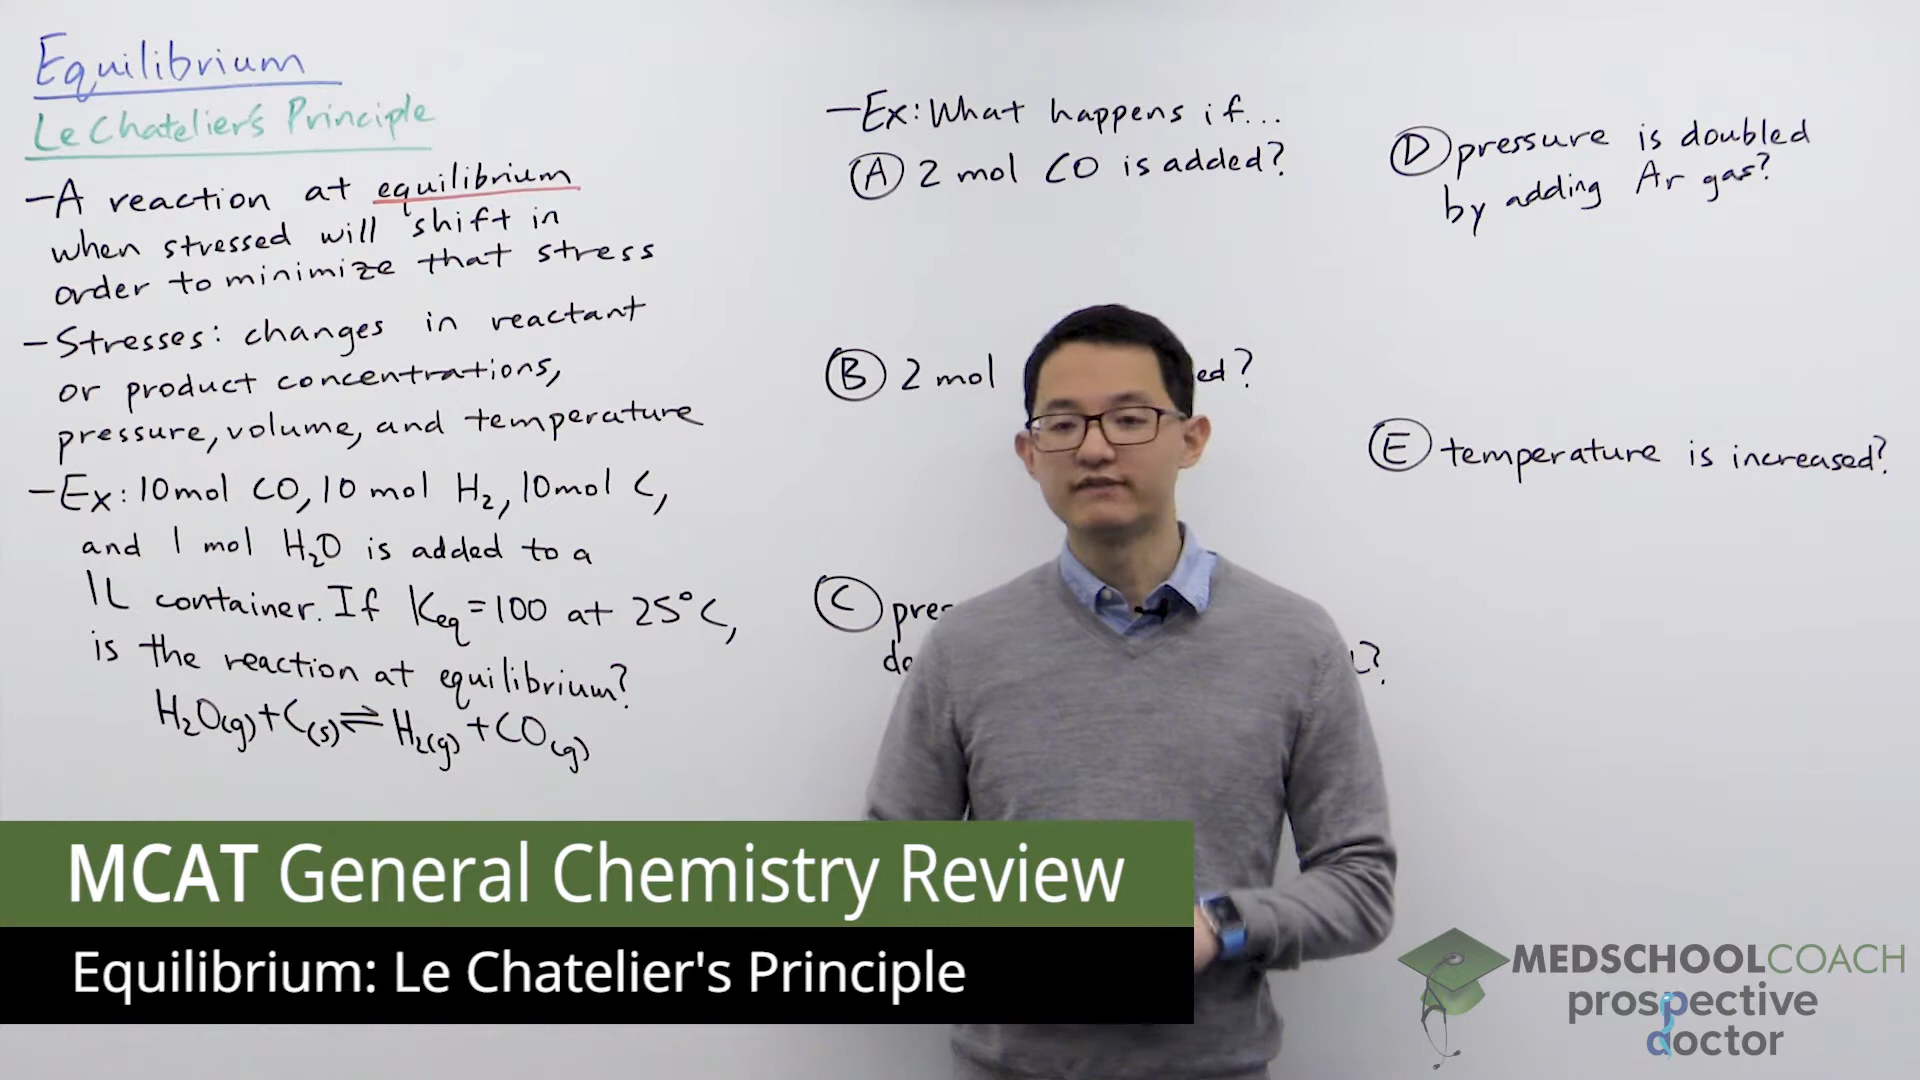 Equilibrium
Le Chatelier's Principle
-A reaction at equilibrium
when stressed will shift in
order to minimize that stress
-Stresses: changes in reactant
or product concentrations,
pressure, volume, and temperature
-Ex: 10 mol CO, 10 mol H₂, 10 mol C,
and 1 mol H₂O is added to a
1L container. If Keq = 100 at 25°C,
is the reaction at equilibrium?
H₂O(g) + C(s) ⇌ H₂(g) + CO(g)
-Ex: What happens if...
Ⓐ 2 mol CO is added?
Ⓑ 2 mol ed?
Ⓒ
Ⓓ pressure is doubled
by adding Ar gas?
Ⓔ temperature is increased?
MCAT General Chemistry Review
Equilibrium: Le Chatelier's Principle
MEDSCHOOLCOACH
prospective
doctor